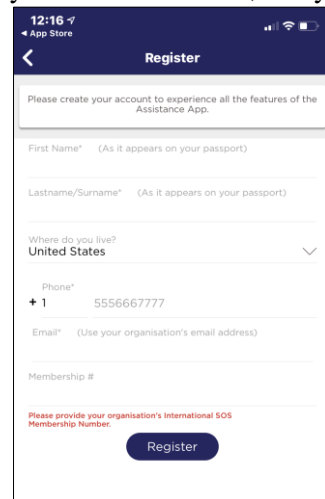 12:16
◀ App Store
Register
Please create your account to experience all the features of the
Assistance App.
First Name* (As it appears on your passport)
Lastname/Surname* (As it appears on your passport)
Where do you live?
United States
Phone*
+ 1 5556667777
Email* (Use your organisation's email address)
Membership #
Please provide your organisation's International SOS
Membership Number.
Register